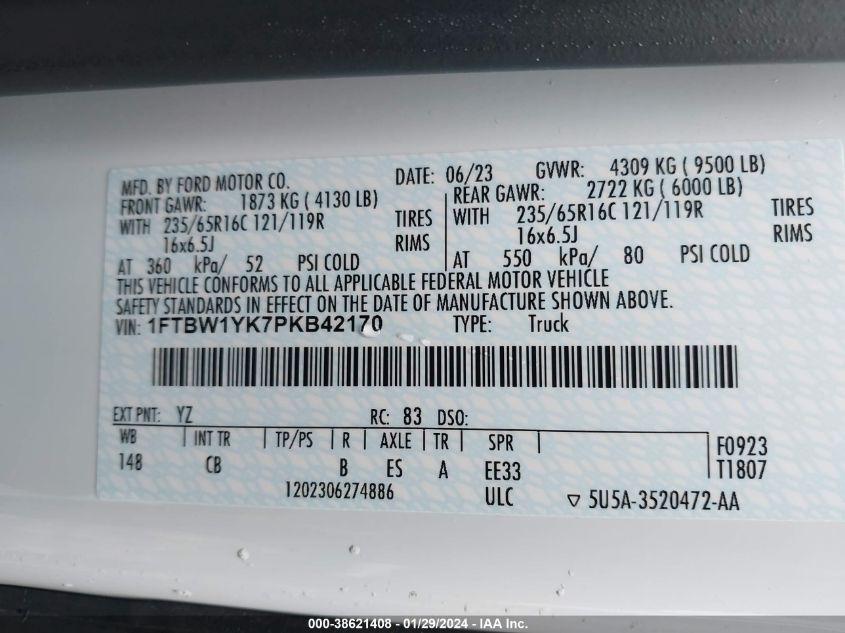 MFD. BY FORD MOTOR CO. DATE: 06/23 GVWR: 4309 KG ( 9500 LB)
FRONT GAWR: 1873 KG ( 4130 LB) REAR GAWR: 2722 KG ( 6000 LB)
WITH 235/65R16C 121/119R TIRES WITH 235/65R16C 121/119R TIRES
16x6.5J RIMS 16x6.5J RIMS
AT 360 kPa/ 52 PSI COLD AT 550 kPa/ 80 PSI COLD
THIS VEHICLE CONFORMS TO ALL APPLICABLE FEDERAL MOTOR VEHICLE
SAFETY STANDARDS IN EFFECT ON THE DATE OF MANUFACTURE SHOWN ABOVE.
VIN: 1FTBW1YK7PKB42170 TYPE: Truck
EXT PNT: YZ RC: 83 DSO:
WB INT TR TP/PS R AXLE TR SPR F0923
148 CB B ES A EE33 T1807
1202306274886 ULC ▽ 5U5A-3520472-AA
000-38621408 - 01/29/2024 - IAA Inc.